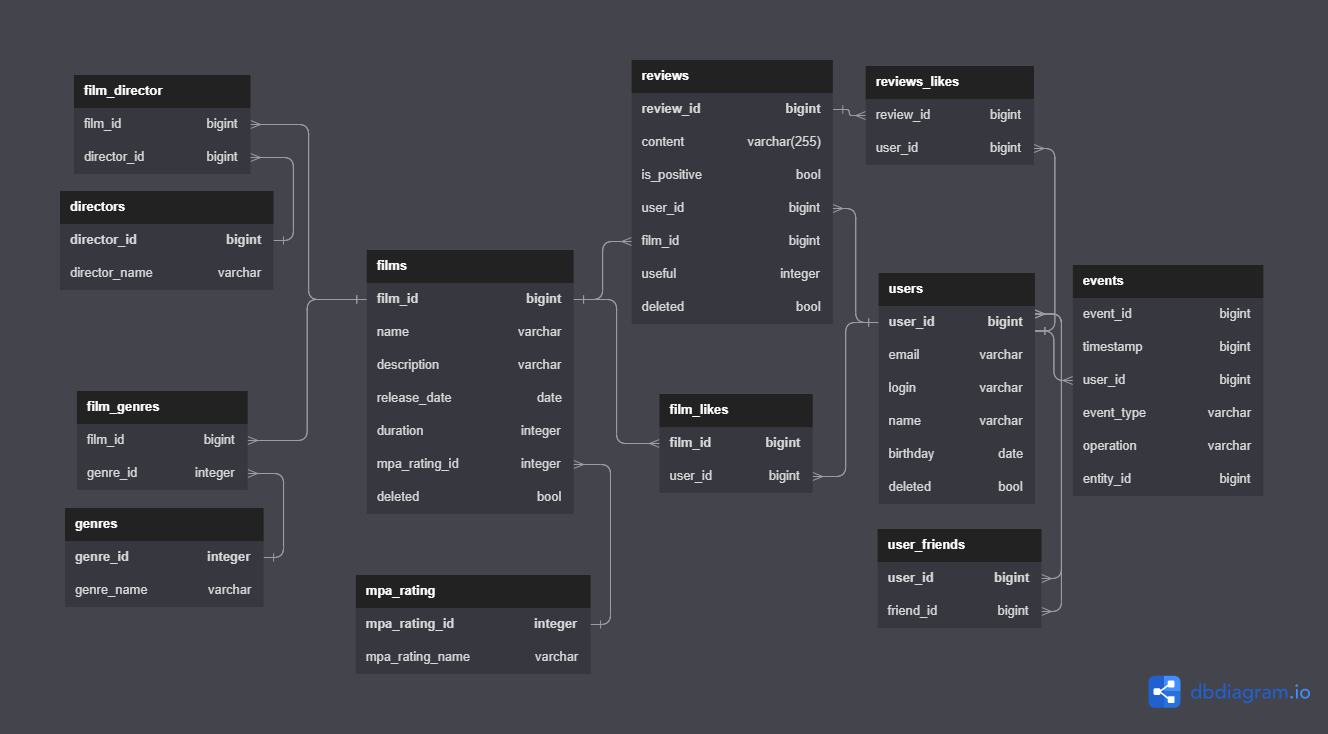 film_director
film_id bigint
director_id bigint
directors
director_id bigint
director_name varchar
film_genres
film_id bigint
genre_id integer
genres
genre_id integer
genre_name varchar
films
film_id bigint
name varchar
description varchar
release_date date
duration integer
mpa_rating_id integer
deleted bool
mpa_rating
mpa_rating_id integer
mpa_rating_name varchar
reviews
review_id bigint
content varchar(255)
is_positive bool
user_id bigint
film_id bigint
useful integer
deleted bool
film_likes
film_id bigint
user_id bigint
reviews_likes
review_id bigint
user_id bigint
users
user_id bigint
email varchar
login varchar
name varchar
birthday date
deleted bool
user_friends
user_id bigint
friend_id bigint
events
event_id bigint
timestamp bigint
user_id bigint
event_type varchar
operation varchar
entity_id bigint
dbdiagram.io